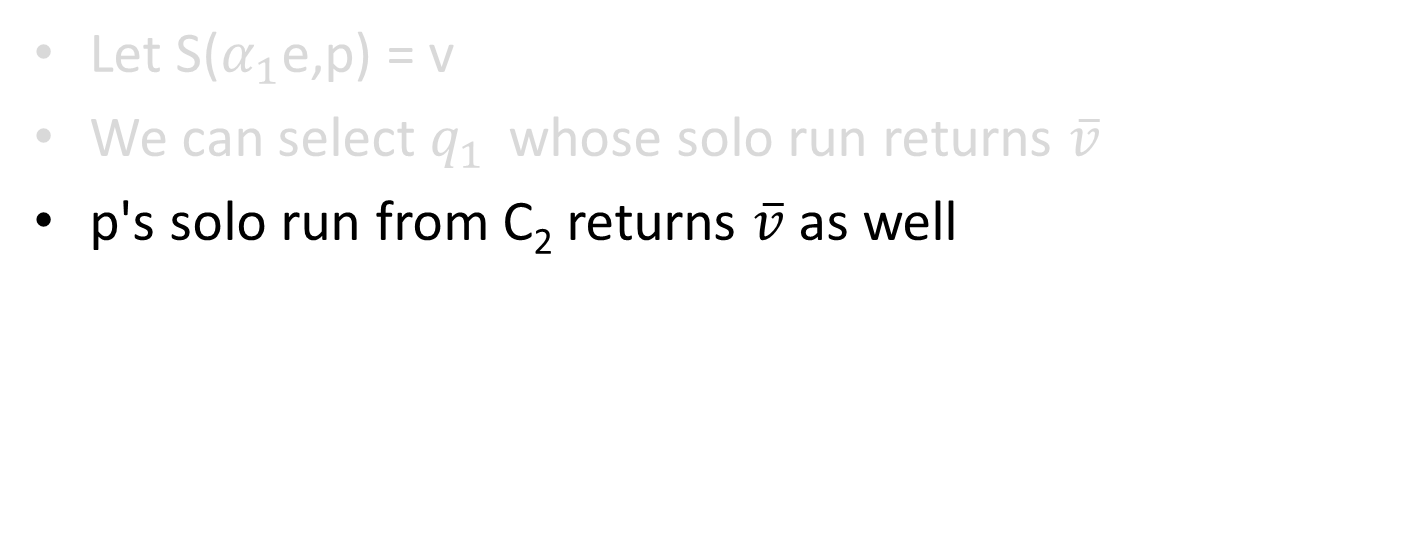 • Let S(𝛼₁e,p) = v
• We can select 𝑞₁ whose solo run returns 𝑣̅
• p's solo run from C₂ returns 𝑣̅ as well